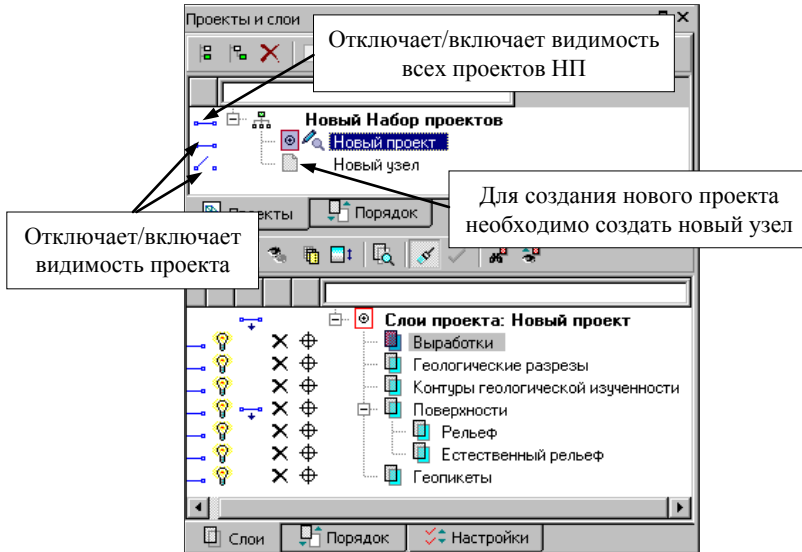 Проекты и слои
Отключает/включает видимость
всех проектов НП
Новый Набор проектов
Новый проект
Новый узел
Для создания нового проекта
необходимо создать новый узел
Порядок
Отключает/включает
видимость проекта
Слои проекта: Новый проект
Выработки
Геологические разрезы
Контуры геологической изученности
Поверхности
Рельеф
Естественный рельеф
Геопикеты
Слои
Порядок
Настройки